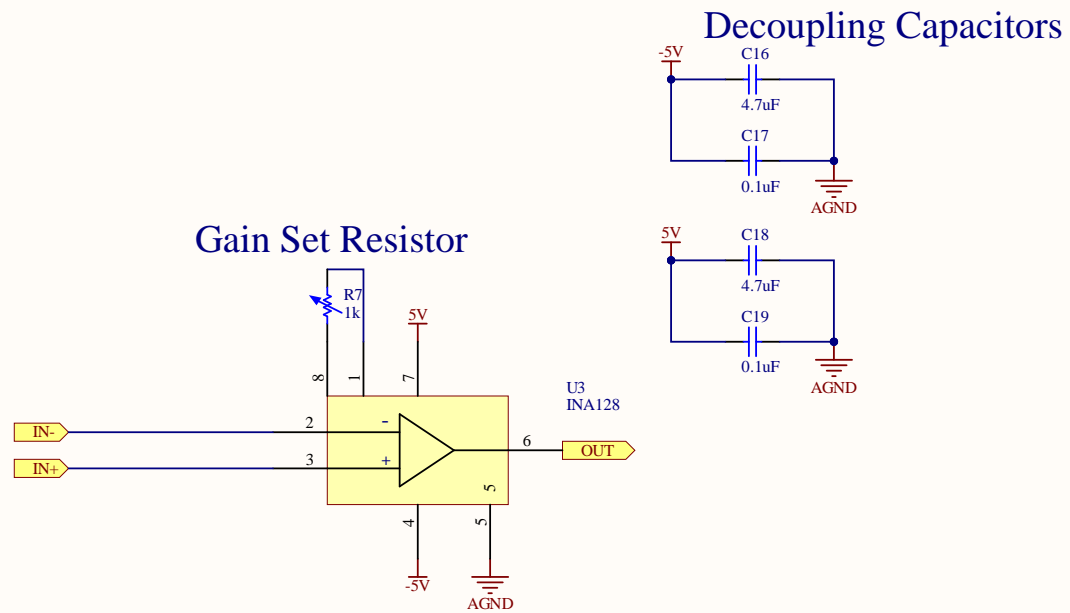 Decoupling Capacitors
-5V
C16
4.7uF
C17
0.1uF
AGND
Gain Set Resistor
5V
C18
4.7uF
C19
0.1uF
AGND
R7
1k
5V
8
1
7
U3
INA128
IN-
2
-
6
OUT
IN+
3
+
5
4
5
-5V
AGND